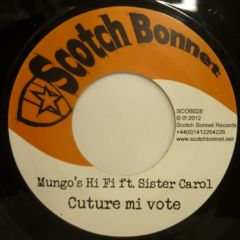 Scotch Bonnet
SCOB028
© ℗ 2012
Scotch Bonnet Records
+44(0)1412264226
www.scotchbonnet.net
Mungo's Hi Fi ft. Sister Carol
Cuture mi vote